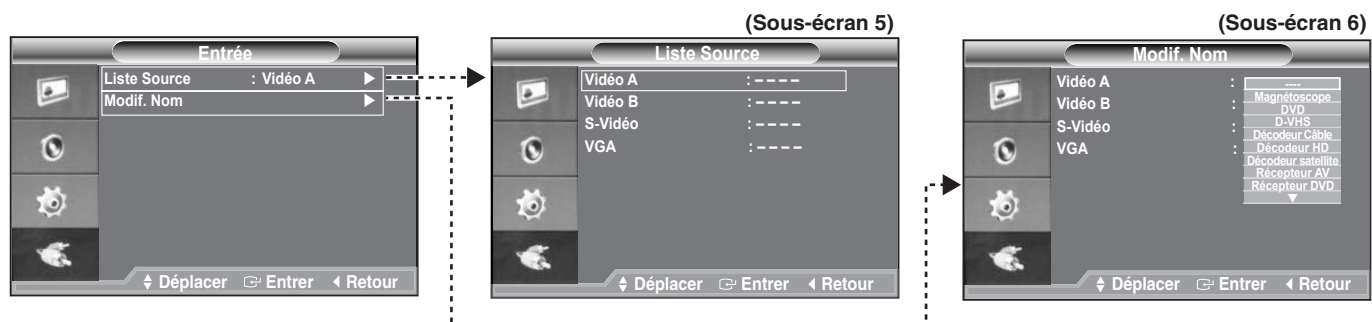 (Sous-écran 5)
(Sous-écran 6)
Entrée
Liste Source : Vidéo A ▶
Modif. Nom ▶
Déplacer Entrer Retour
Liste Source
Vidéo A : - - - -
Vidéo B : - - - -
S-Vidéo : - - - -
VGA : - - - -
Déplacer Entrer Retour
Modif. Nom
Vidéo A :
Vidéo B :
S-Vidéo :
VGA :
----
Magnétoscope
DVD
D-VHS
Décodeur Câble
Décodeur HD
Décodeur satellite
Récepteur AV
Récepteur DVD
▼
Déplacer Entrer Retour